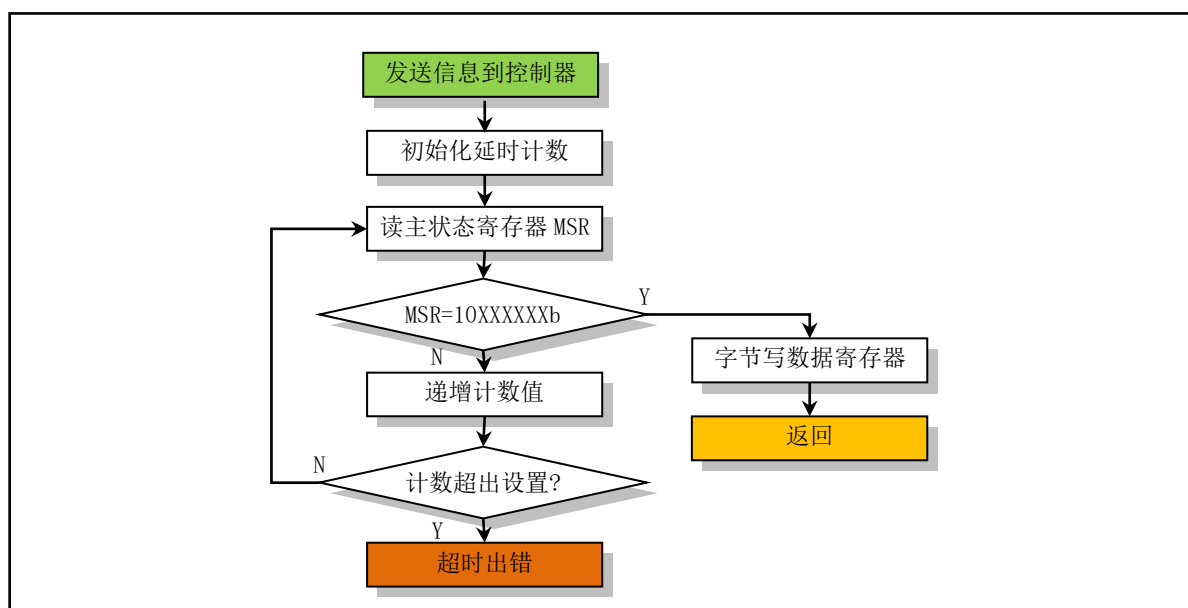 发送信息到控制器
初始化延时计数
读主状态寄存器 MSR
MSR=10XXXXXXb
Y
字节写数据寄存器
返回
N
递增计数值
N
计数超出设置?
Y
超时出错